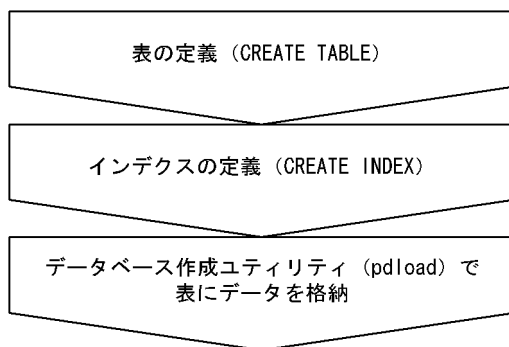 表の定義（CREATE TABLE）
インデクスの定義（CREATE INDEX）
データベース作成ユティリティ（pdload）で
表にデータを格納